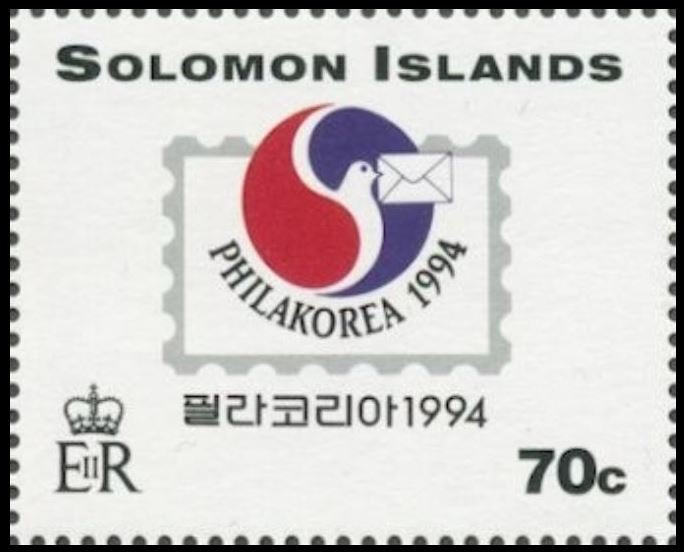 SOLOMON ISLANDS
PHILAKOREA 1994
필라코리아1994
EIIR
70c